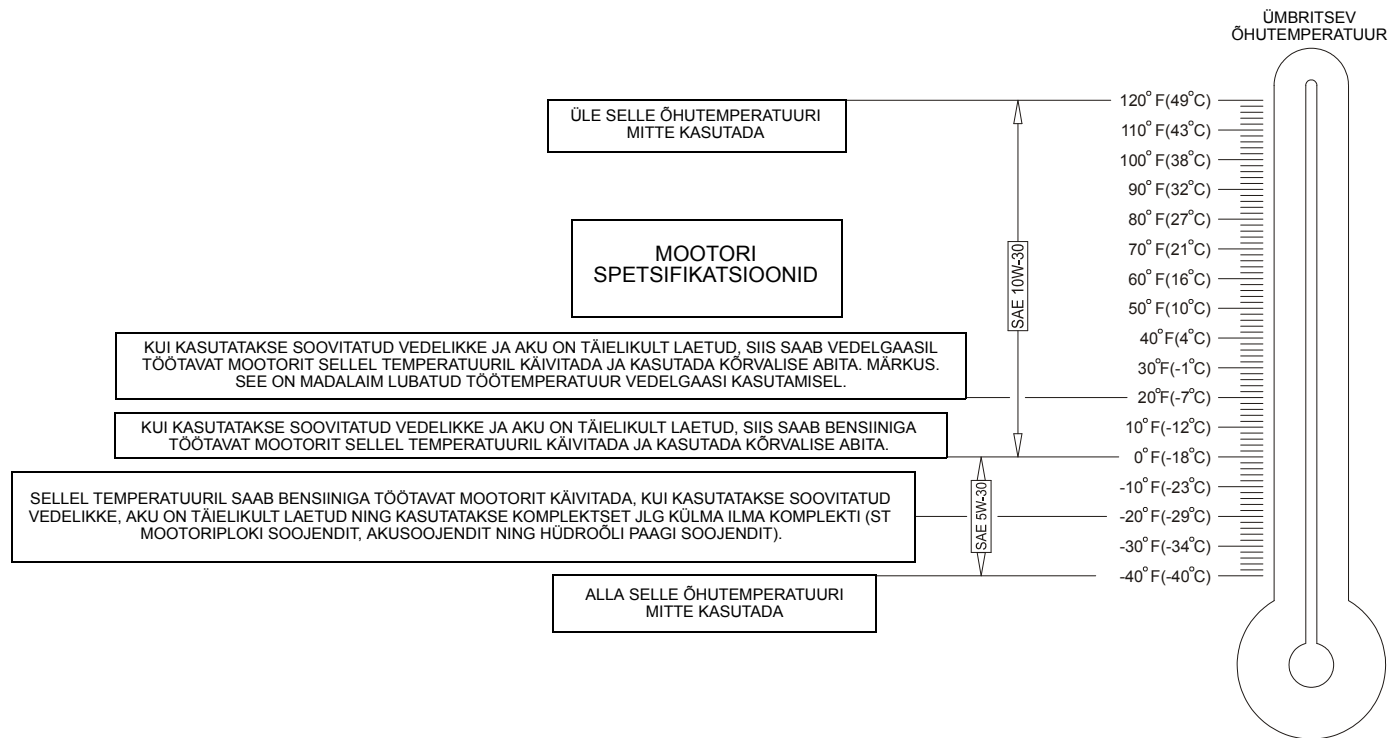 ÜMBRITSEV
ÕHUTEMPERATUUR
ÜLE SELLE ÕHUTEMPERATUURI
MITTE KASUTADA
120° F(49°C)
110° F(43°C)
100° F(38°C)
90° F(32°C)
80° F(27°C)
70° F(21°C)
60° F(16°C)
50° F(10°C)
40°F(4°C)
30°F(-1°C)
20°F(-7°C)
10°F(-12°C)
0° F(-18°C)
-10° F(-23°C)
-20° F(-29°C)
-30° F(-34°C)
-40° F(-40°C)
SAE 10W-30
SAE 5W-30
MOOTORI
SPETSIFIKATSIOONID
KUI KASUTATAKSE SOOVITATUD VEDELIKKE JA AKU ON TÄIELIKULT LAETUD, SIIS SAAB VEDELGAASIL
TÖÖTAVAT MOOTORIT SELLEL TEMPERATUURIL KÄIVITADA JA KASUTADA KÕRVALISE ABITA. MÄRKUS.
SEE ON MADALAIM LUBATUD TÖÖTEMPERATUUR VEDELGAASI KASUTAMISEL.
KUI KASUTATAKSE SOOVITATUD VEDELIKKE JA AKU ON TÄIELIKULT LAETUD, SIIS SAAB BENSIINIGA
TÖÖTAVAT MOOTORIT SELLEL TEMPERATUURIL KÄIVITADA JA KASUTADA KÕRVALISE ABITA.
SELLEL TEMPERATUURIL SAAB BENSIINIGA TÖÖTAVAT MOOTORIT KÄIVITADA, KUI KASUTATAKSE SOOVITATUD
VEDELIKKE, AKU ON TÄIELIKULT LAETUD NING KASUTATAKSE KOMPLEKTSET JLG KÜLMA ILMA KOMPLEKTI (ST
MOOTORIPLOKI SOOJENDIT, AKUSOOJENDIT NING HÜDROÕLI PAAGI SOOJENDIT).
ALLA SELLE ÕHUTEMPERATUURI
MITTE KASUTADA